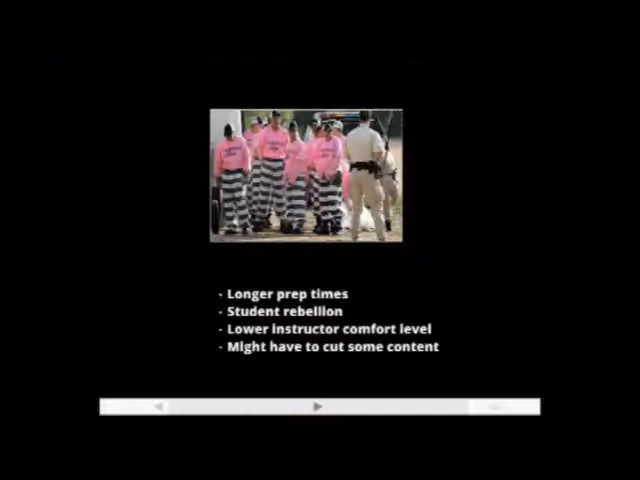 - Longer prep times
- Student rebellion
- Lower instructor comfort level
- Might have to cut some content